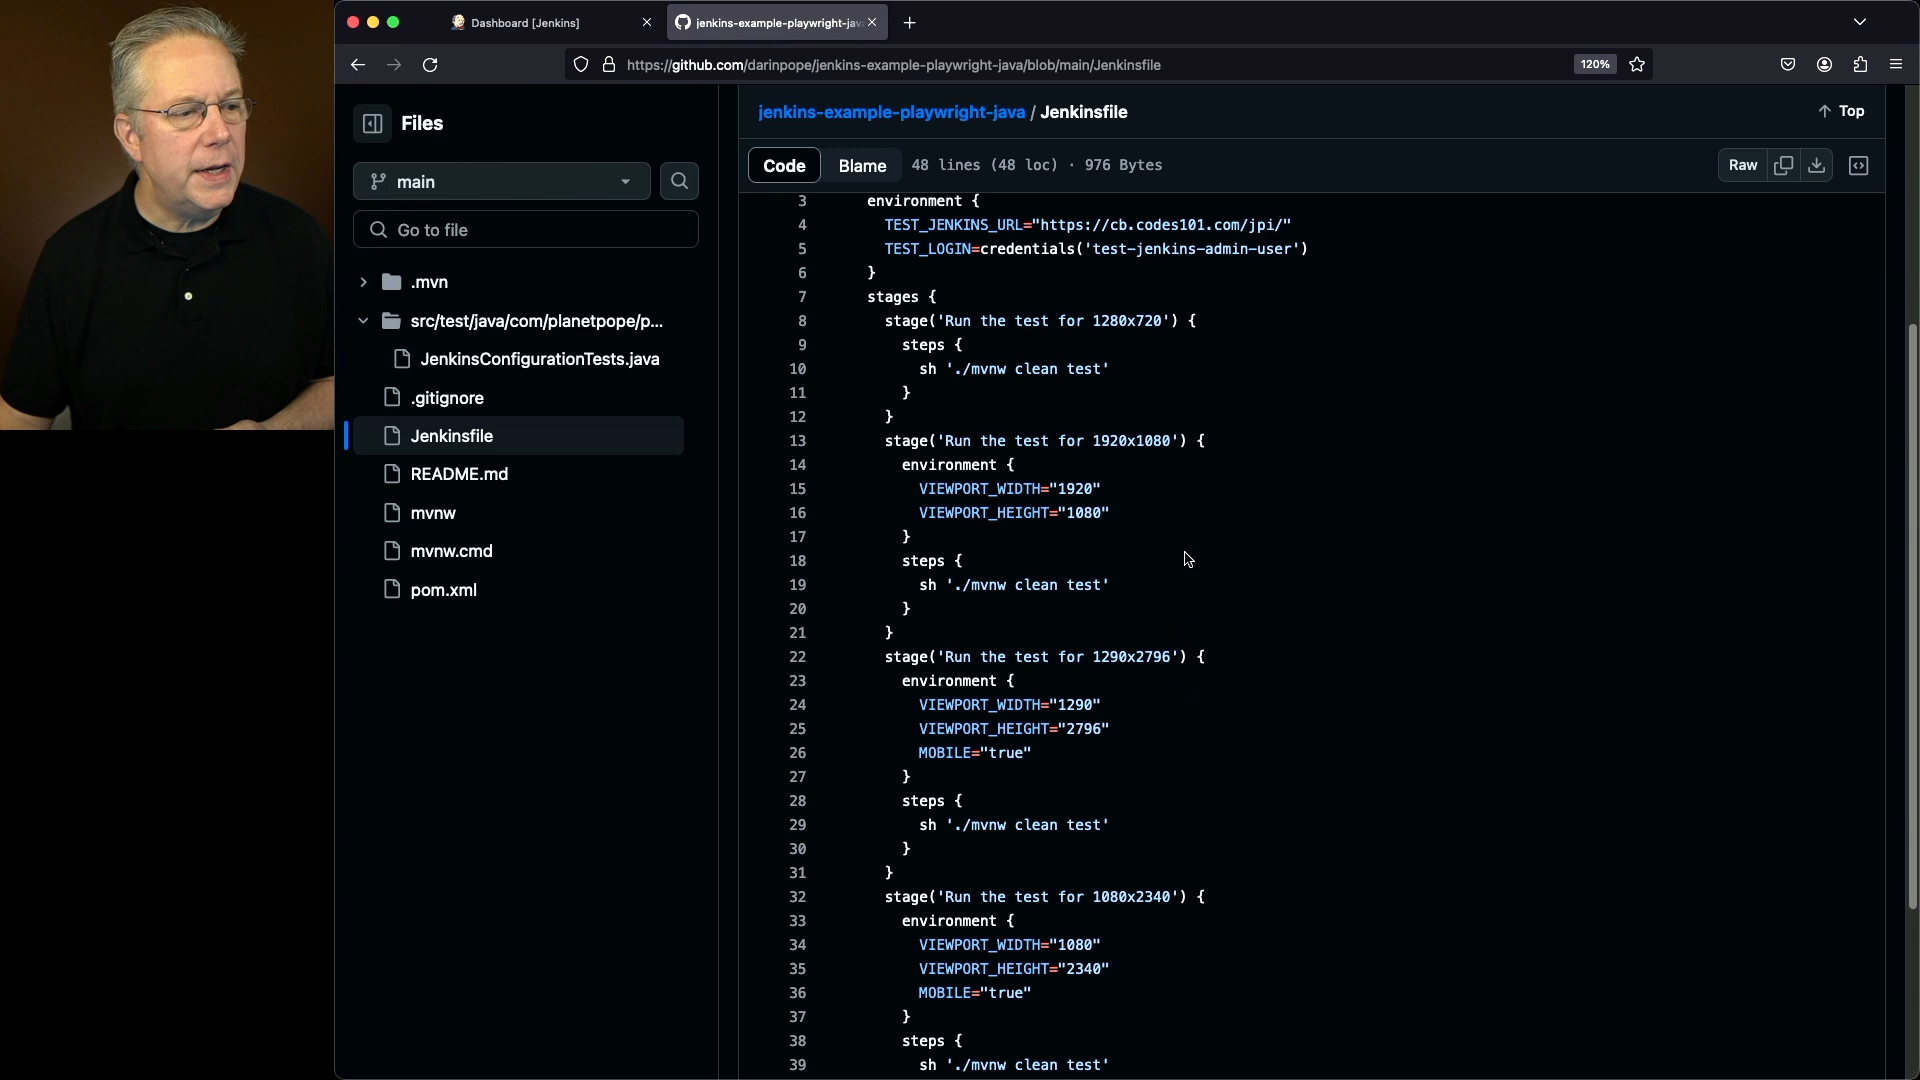 Dashboard [Jenkins]
jenkins-example-playwright-jav
https://github.com/darinpope/jenkins-example-playwright-java/blob/main/Jenkinsfile
120%
Files
main
Go to file
.mvn
src/test/java/com/planetpope/p...
JenkinsConfigurationTests.java
.gitignore
Jenkinsfile
README.md
mvnw
mvnw.cmd
pom.xml
jenkins-example-playwright-java / Jenkinsfile
Top
Code
Blame
48 lines (48 loc) · 976 Bytes
Raw
3 environment {
4 TEST_JENKINS_URL="https://cb.codes101.com/jpi/"
5 TEST_LOGIN=credentials('test-jenkins-admin-user')
6 }
7 stages {
8 stage('Run the test for 1280x720') {
9 steps {
10 sh './mvnw clean test'
11 }
12 }
13 stage('Run the test for 1920x1080') {
14 environment {
15 VIEWPORT_WIDTH="1920"
16 VIEWPORT_HEIGHT="1080"
17 }
18 steps {
19 sh './mvnw clean test'
20 }
21 }
22 stage('Run the test for 1290x2796') {
23 environment {
24 VIEWPORT_WIDTH="1290"
25 VIEWPORT_HEIGHT="2796"
26 MOBILE="true"
27 }
28 steps {
29 sh './mvnw clean test'
30 }
31 }
32 stage('Run the test for 1080x2340') {
33 environment {
34 VIEWPORT_WIDTH="1080"
35 VIEWPORT_HEIGHT="2340"
36 MOBILE="true"
37 }
38 steps {
39 sh './mvnw clean test'